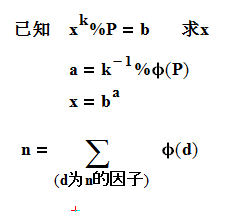 已知 x^k%P = b 求x
a = k^-1%ϕ(P)
x = b^a
n = ∑ ϕ(d)
(d为n的因子)